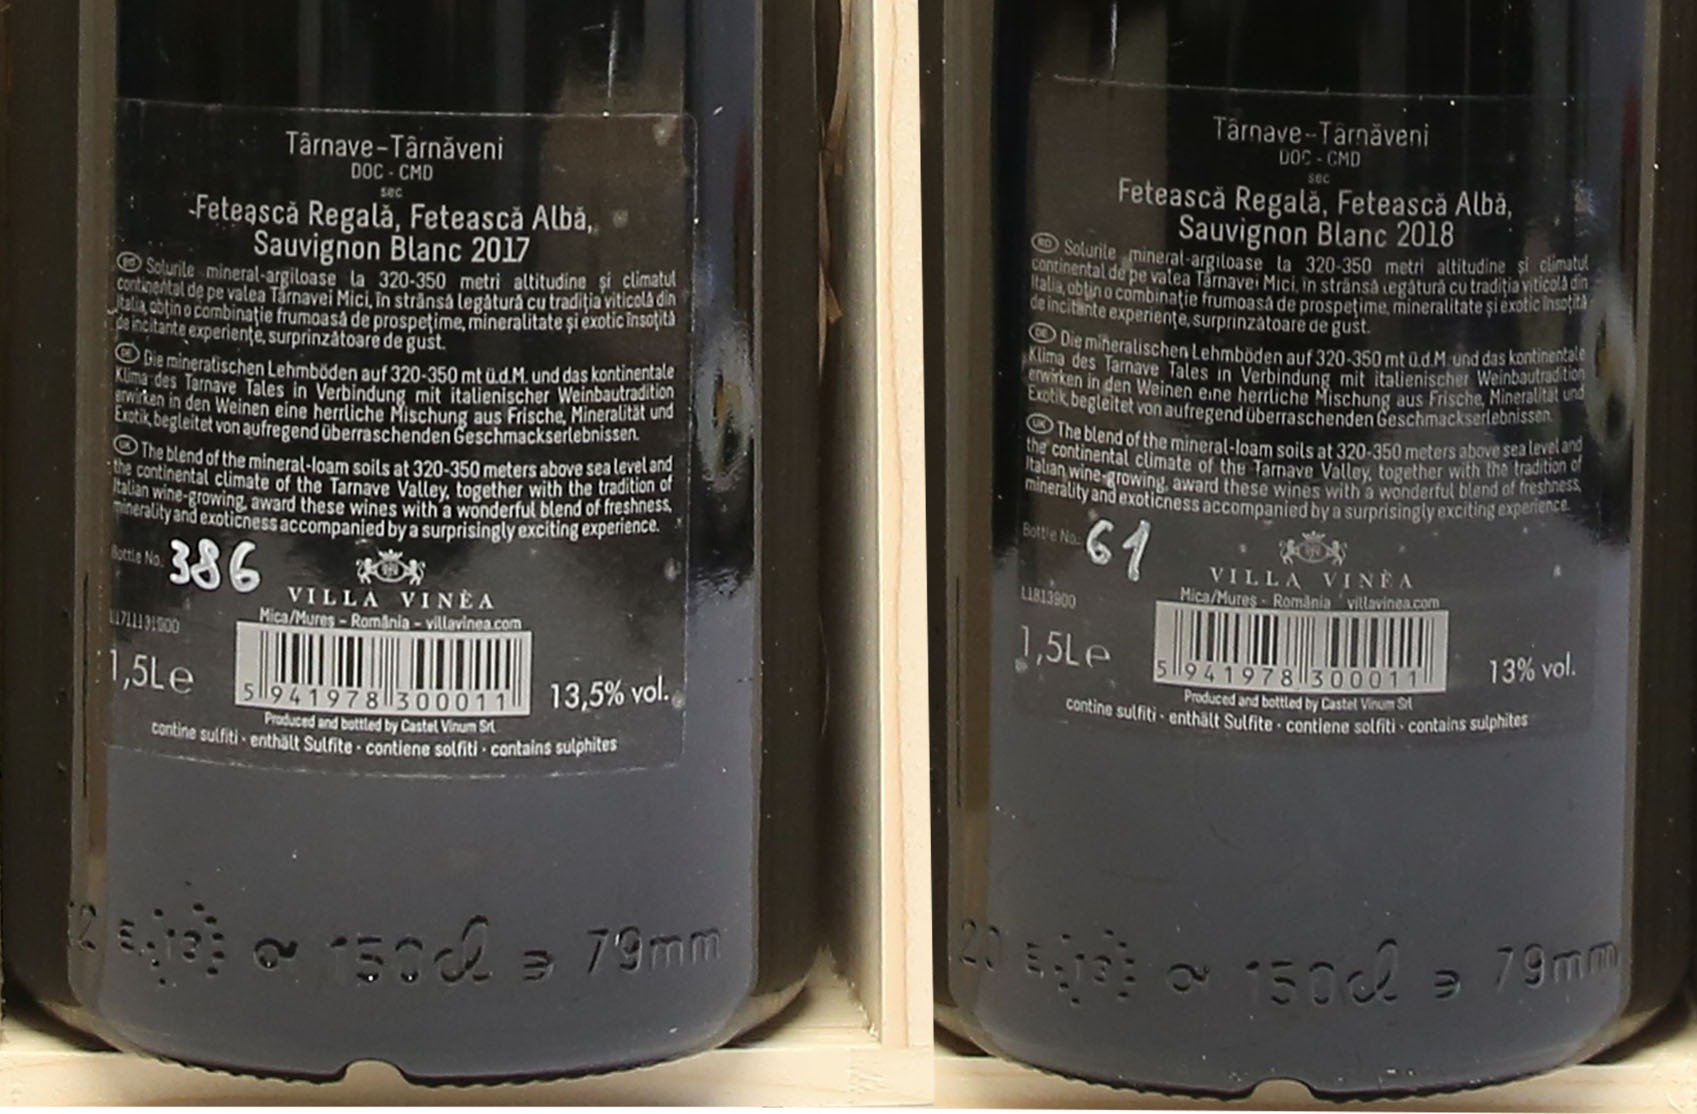 Târnave-Târnăveni
DOC - CMD
sec
Fetească Regală, Fetească Albă,
Sauvignon Blanc 2017
RO Solurile mineral-argiloase la 320-350 metri altitudine și climatul
continental de pe valea Târnavei Mici, în strânsă legătură cu tradiția viticolă din
Italia, obțin o combinație frumoasă de prospețime, mineralitate și exotic însoțită
de incitante experiențe, surprinzătoare de gust.
DE Die mineralischen Lehmböden auf 320-350 mt ü.d.M. und das kontinentale
Klima des Tarnave Tales in Verbindung mit italienischer Weinbautradition
erwirken in den Weinen eine herrliche Mischung aus Frische, Mineralität und
Exotik, begleitet von aufregend überraschenden Geschmackserlebnissen.
UK The blend of the mineral-loam soils at 320-350 meters above sea level and
the continental climate of the Tarnave Valley, together with the tradition of
Italian wine-growing, award these wines with a wonderful blend of freshness,
minerality and exoticness accompanied by a surprisingly exciting experience.
Bottle No. 386
VILLA VINÈA
Mica/Mureș - România - villavinea.com
1,5L e
5 941978 300011
13,5% vol.
Produced and bottled by Castel Vinum Srl
contine sulfiti · enthält Sulfite · contiene solfiti · contains sulphites
2 E 13 150cl 79mm
Târnave-Târnăveni
DOC - CMD
sec
Fetească Regală, Fetească Albă,
Sauvignon Blanc 2018
RO Solurile mineral-argiloase la 320-350 metri altitudine și climatul
continental de pe valea Târnavei Mici, în strânsă legătură cu tradiția viticolă din
Italia, obțin o combinație frumoasă de prospețime, mineralitate și exotic însoțită
de incitante experiențe, surprinzătoare de gust.
DE Die mineralischen Lehmböden auf 320-350 mt ü.d.M. und das kontinentale
Klima des Tarnave Tales in Verbindung mit italienischer Weinbautradition
erwirken in den Weinen eine herrliche Mischung aus Frische, Mineralität und
Exotik, begleitet von aufregend überraschenden Geschmackserlebnissen.
UK The blend of the mineral-loam soils at 320-350 meters above sea level and
the continental climate of the Tarnave Valley, together with the tradition of
Italian wine-growing, award these wines with a wonderful blend of freshness,
minerality and exoticness accompanied by a surprisingly exciting experience.
Bottle No. 61
VILLA VINÈA
L1813900
Mica/Mureș - România villavinea.com
1,5L e
5 941978 300011
13% vol.
Produced and bottled by Castel Vinum Srl
contine sulfiti · enthält Sulfite · contiene solfiti · contains sulphites
20 E 13 150cl 79mm